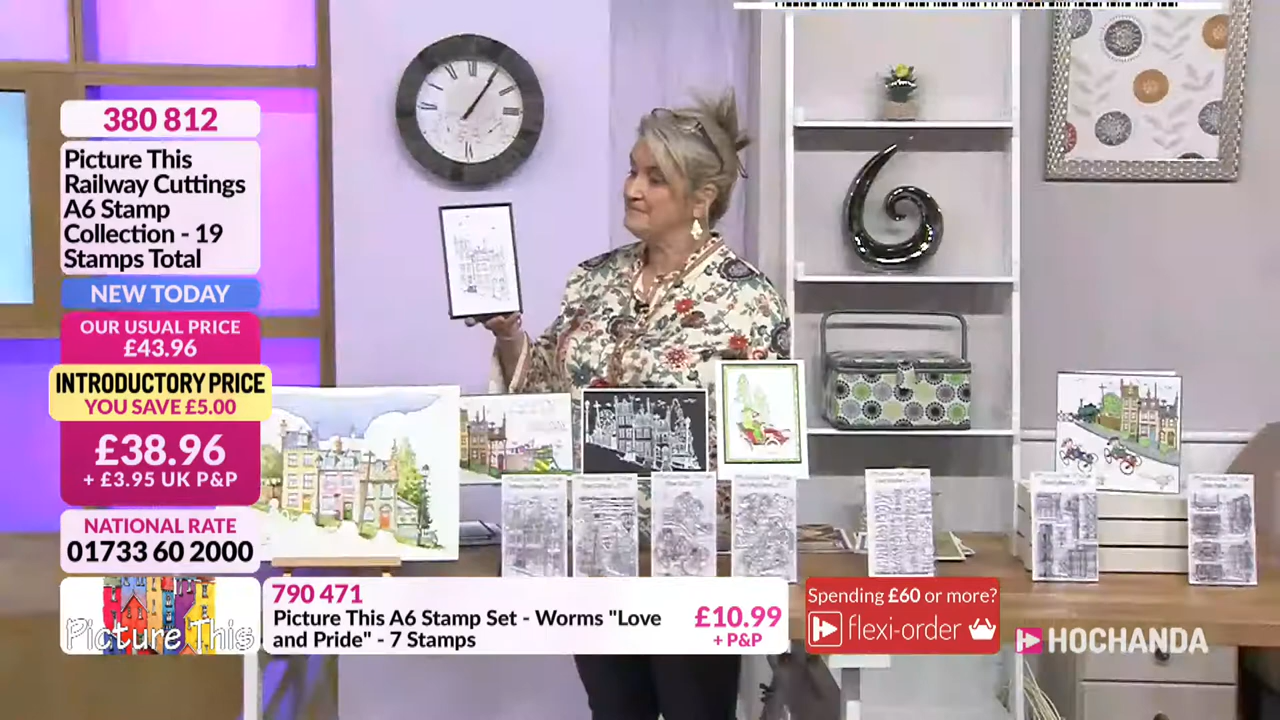 380 812
Picture This
Railway Cuttings
A6 Stamp
Collection - 19
Stamps Total
NEW TODAY
OUR USUAL PRICE
£43.96
INTRODUCTORY PRICE
YOU SAVE £5.00
£38.96
+ £3.95 UK P&P
NATIONAL RATE
01733 60 2000
Picture This
790 471
Picture This A6 Stamp Set - Worms "Love
and Pride" - 7 Stamps
£10.99
+ P&P
Spending £60 or more?
flexi-order
HOCHANDA